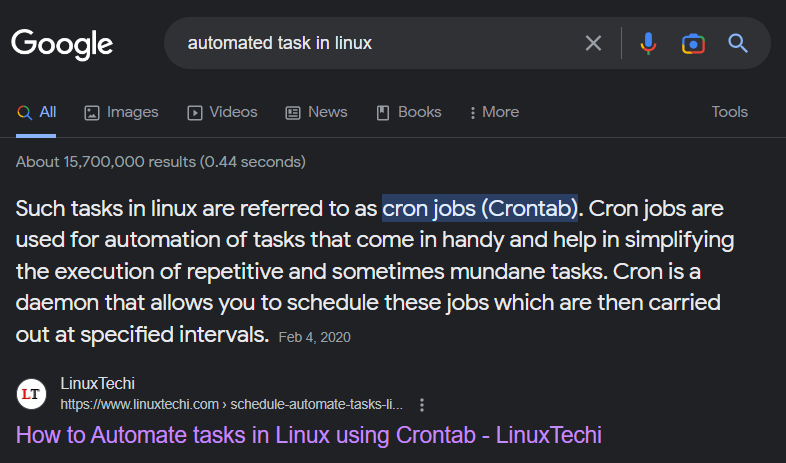 Google
automated task in linux
All Images Videos News Books More Tools
About 15,700,000 results (0.44 seconds)
Such tasks in linux are referred to as cron jobs (Crontab). Cron jobs are
used for automation of tasks that come in handy and help in simplifying
the execution of repetitive and sometimes mundane tasks. Cron is a
daemon that allows you to schedule these jobs which are then carried
out at specified intervals. Feb 4, 2020
LT
LinuxTechi
https://www.linuxtechi.com › schedule-automate-tasks-li...
How to Automate tasks in Linux using Crontab - LinuxTechi